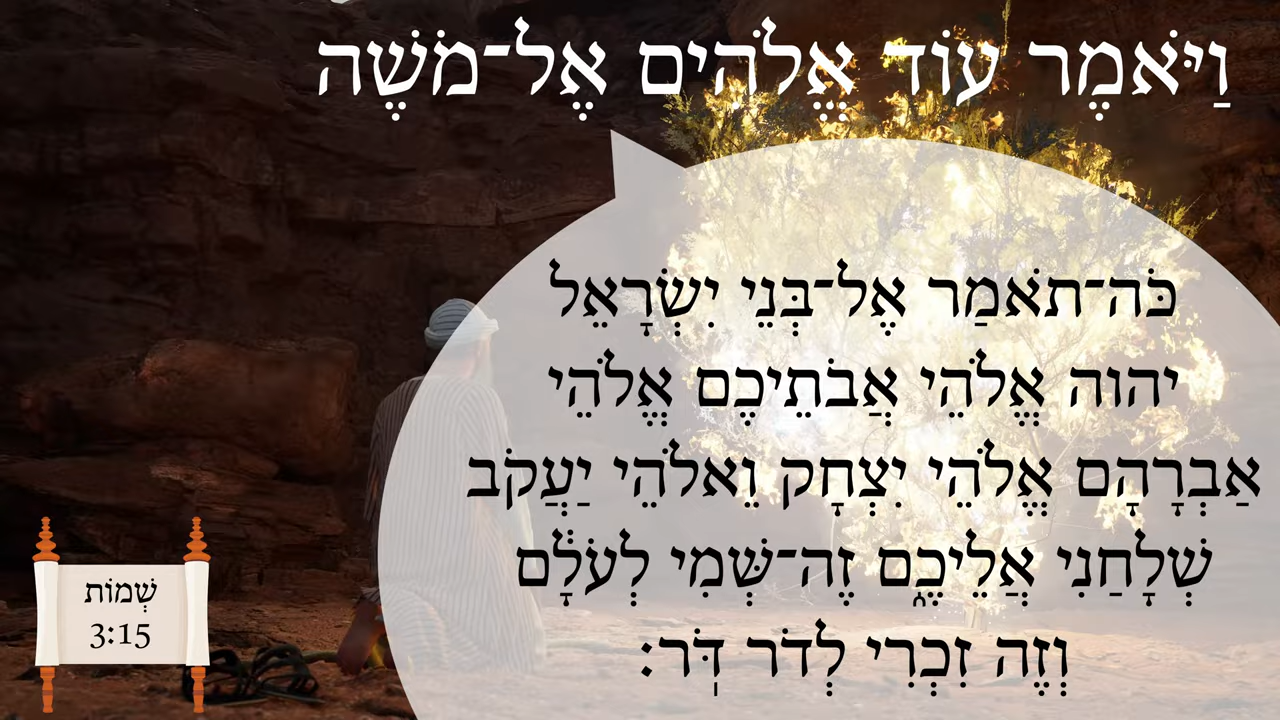 וַיֹּאמֶר עוֹד אֱלֹהִים אֶל־מֹשֶׁה
כֹּה־תֹאמַר אֶל־בְּנֵי יִשְׂרָאֵל
יהוה אֱלֹהֵי אֲבֹתֵיכֶם אֱלֹהֵי
אַבְרָהָם אֱלֹהֵי יִצְחָק וֵאלֹהֵי יַעֲקֹב
שְׁלָחַנִי אֲלֵיכֶ֑ם זֶה־שְּׁמִי לְעֹלָ֔ם
וְזֶה זִכְרִי לְדֹר דֹּֽר׃
שְׁמוֹת
3:15